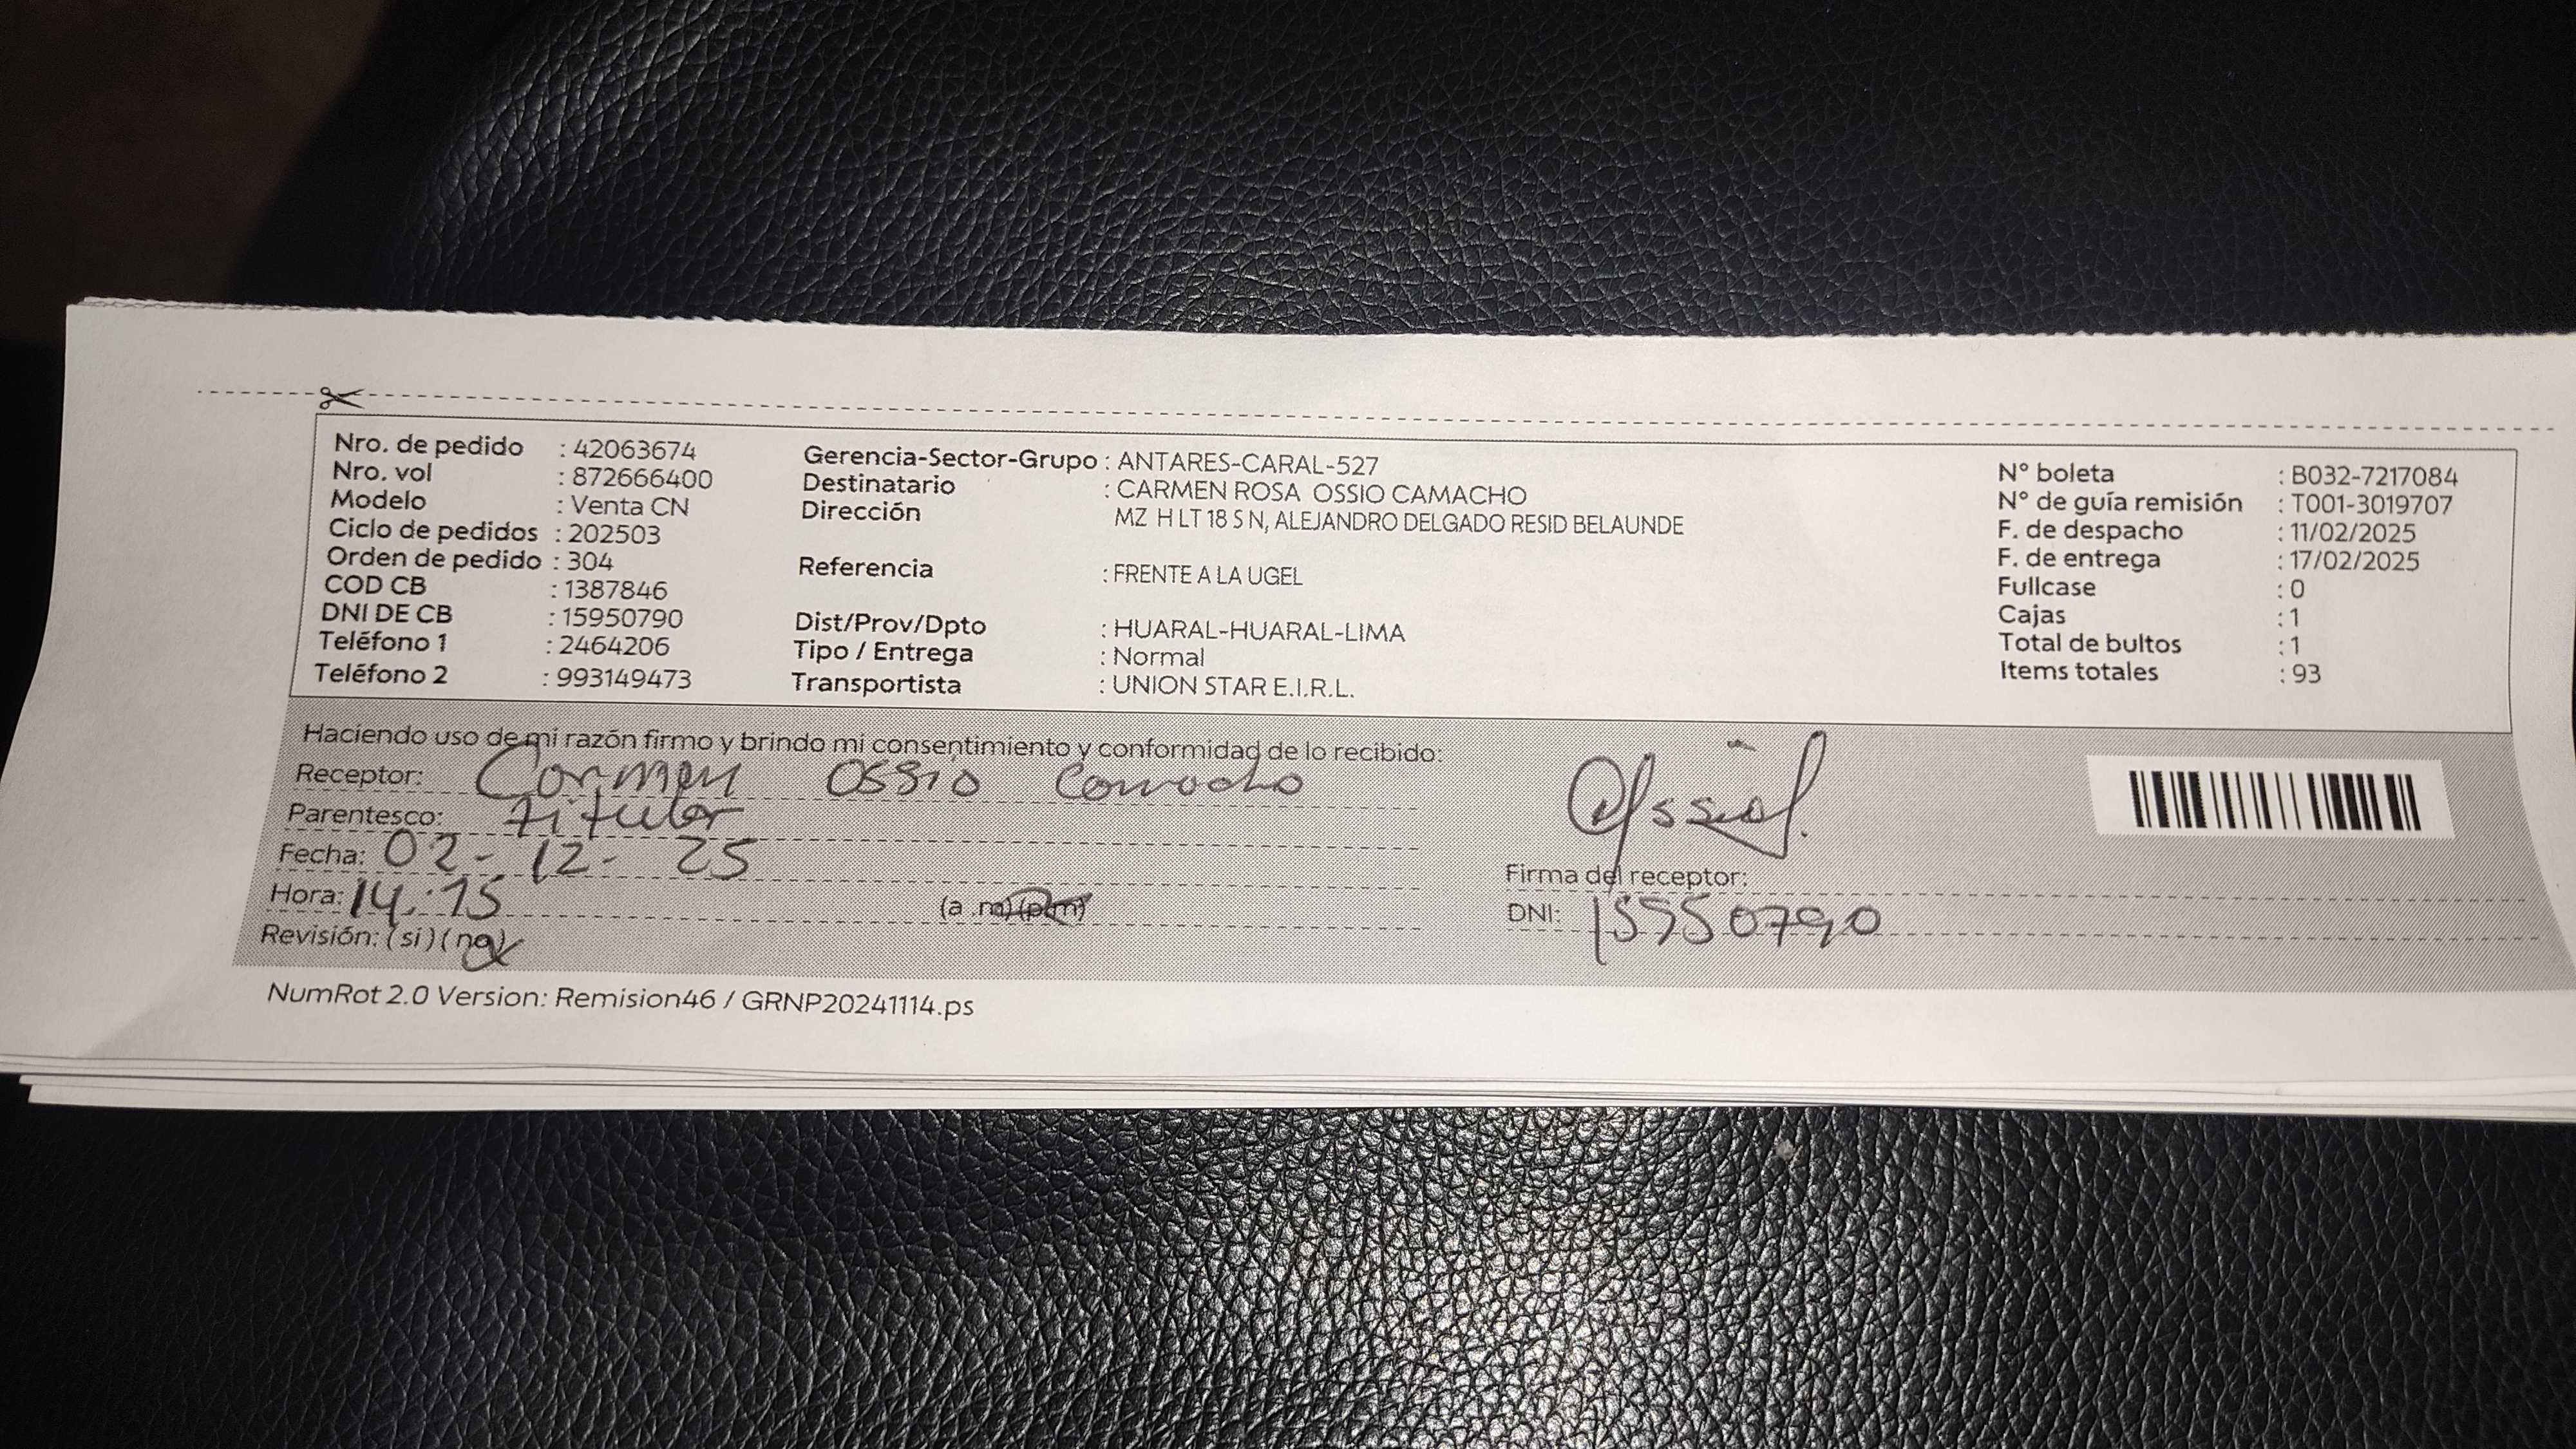 Nro. de pedido : 42063674
Nro. vol : 872666400
Modelo : Venta CN
Ciclo de pedidos : 202503
Orden de pedido : 304
COD CB : 1387846
DNI DE CB : 15950790
Teléfono 1 : 2464206
Teléfono 2 : 993149473
Gerencia-Sector-Grupo : ANTARES-CARAL-527
Destinatario : CARMEN ROSA OSSIO CAMACHO
Dirección MZ H LT 18 S N, ALEJANDRO DELGADO RESID BELAUNDE
Referencia : FRENTE A LA UGEL
Dist/Prov/Dpto : HUARAL-HUARAL-LIMA
Tipo / Entrega : Normal
Transportista : UNION STAR E.I.R.L.
N° boleta : B032-7217084
N° de guía remisión : T001-3019707
F. de despacho : 11/02/2025
F. de entrega : 17/02/2025
Fullcase : 0
Cajas : 1
Total de bultos : 1
Items totales : 93
Haciendo uso de mi razón firmo y brindo mi consentimiento y conformidad de lo recibido:
Receptor: Carmen Ossio Camacho
Parentesco: titular
Fecha: 02-12-25
Hora: 14:15 (a .m) (p.m)
Revisión: (si) (no)
Firma del receptor:
DNI: 15950790
NumRot 2.0 Version: Remision46 / GRNP20241114.ps